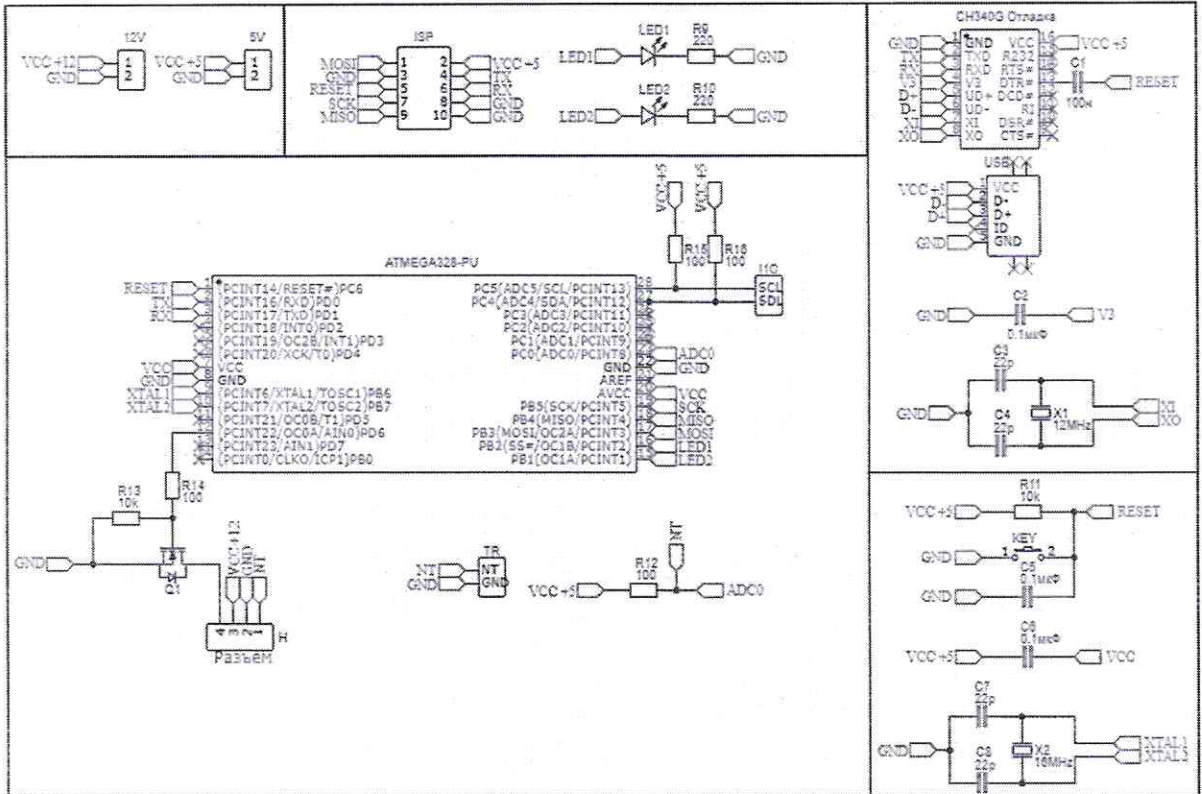 12V
VCC+12
1
GND
2
5V
VCC+5
1
GND
2
ISP
MOSI 1 2 VCC+5
GND 3 4 TX
RESET 5 6 RX
SCK 7 8 GND
MISO 9 10 GND
LED1
R9
220
LED1
GND
LED2
R10
220
LED2
GND
CH340G Отладка
GND 1 GND VCC 16 VCC+5
TXD R232
RXD RTS#
V3 DTR#
D+ UD+ DCD#
D- UD- RI
XI XI DSR#
XO XO CTS#
C1
100н
RESET
USB
VCC+5 VCC
D- D-
D+ D+
ID
GND GND
C2
GND
V3
0.1мкФ
C3
22p
GND
C4
22p
X1
12MHz
XI
XO
VCC+5
VCC+5
R15
100
R16
100
I1C
SCL
SDL
ATMEGA328-PU
RESET 1 (PCINT14/RESET#)PC6 PC5(ADC5/SCL/PCINT13) 28
TX (PCINT16/RXD)PD0 PC4(ADC4/SDA/PCINT12)
RX (PCINT17/TXD)PD1 PC3(ADC3/PCINT11)
(PCINT18/INT0)PD2 PC2(ADC2/PCINT10)
(PCINT19/OC2B/INT1)PD3 PC1(ADC1/PCINT9)
(PCINT20/XCK/T0)PD4 PC0(ADC0/PCINT8) ADC0
VCC VCC GND GND
GND GND AREF
XTAL1 (PCINT6/XTAL1/TOSC1)PB6 AVCC VCC
XTAL2 (PCINT7/XTAL2/TOSC2)PB7 PB5(SCK/PCINT5) SCK
(PCINT21/OC0B/T1)PD5 PB4(MISO/PCINT4) MISO
(PCINT22/OC0A/AIN0)PD6 PB3(MOSI/OC2A/PCINT3) MOSI
(PCINT23/AIN1)PD7 PB2(SS#/OC1B/PCINT2) LED1
(PCINT0/CLKO/ICP1)PB0 PB1(OC1A/PCINT1) LED2
R13
10k
R14
100
GND
Q1
VCC+12
GND
NT
4 3 2 1
H
Разъем
TR
NT NT
GND GND
NT
R12
100
VCC+5
ADC0
R11
10k
VCC+5
RESET
KEY
GND 1 2
C5
0.1мкФ
GND
C6
0.1мкФ
VCC+5
VCC
C7
22p
GND
C8
22p
X2
16MHz
XTAL1
XTAL2